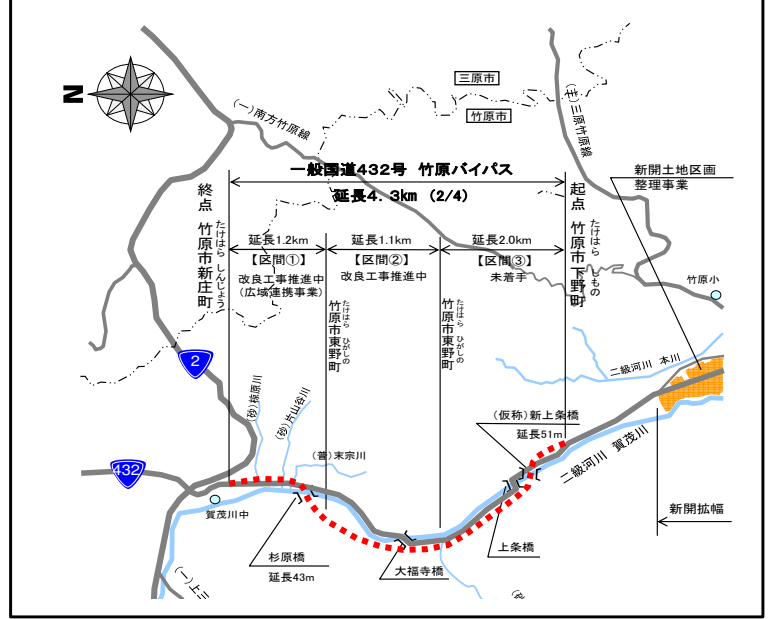 N
三原市
竹原市
(一)南方竹原線
(主)三原竹原線
一般国道432号 竹原バイパス
延長4.3km (2/4)
新開土地区画
整理事業
終点 竹原市新庄町
たけはら しんじょう
起点 竹原市下野町
たけはら しもの
延長1.2km
【区間①】
改良工事推進中
(広域連携事業)
延長1.1km
【区間②】
改良工事推進中
延長2.0km
【区間③】
未着手
竹原市東野町
たけはら ひがしの
竹原市東野町
たけはら ひがしの
竹原小
2
432
二級河川 本川
(砂)椋原川
(砂)片山谷川
(普)末宗川
(仮称)新上条橋
延長51m
二級河川 賀茂川
賀茂川中
新開拡幅
杉原橋
延長43m
大福寺橋
上条橋
(一)上三